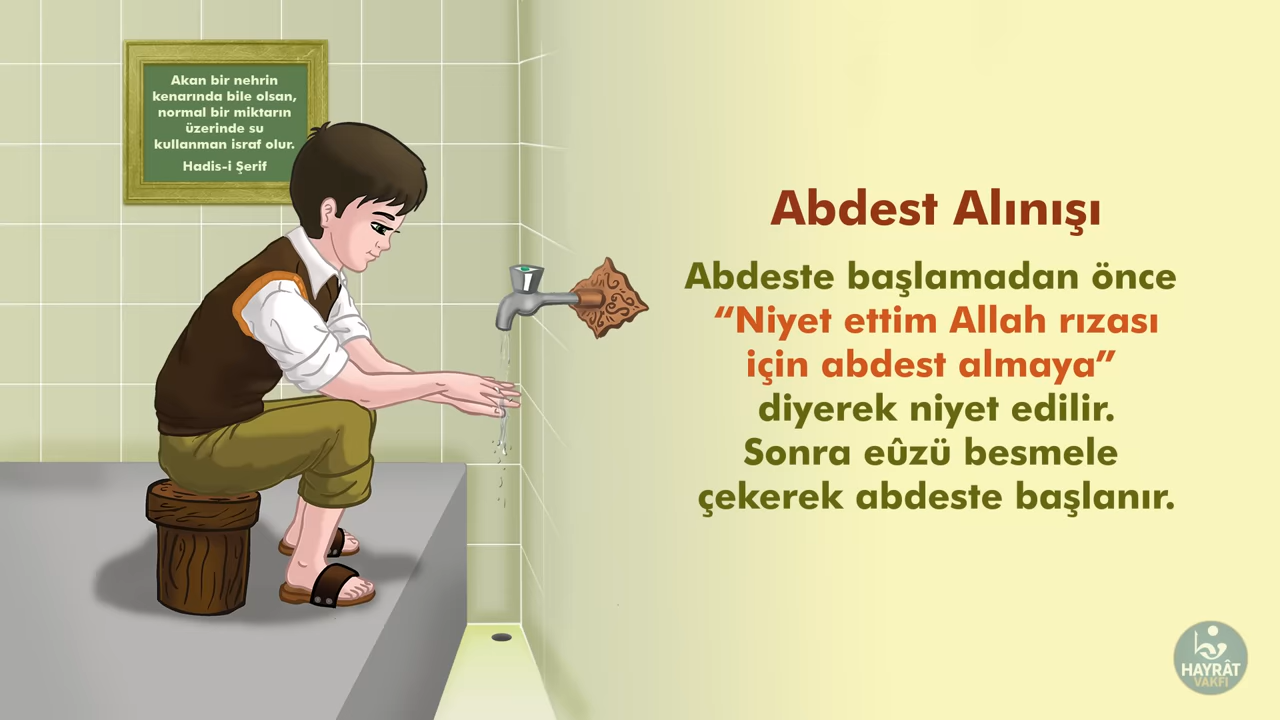 Akan bir nehrin
kenarında bile olsan,
normal bir miktarın
üzerinde su
kullanman israf olur.
Hadis-i Şerif
Abdest Alınışı
Abdeste başlamadan önce
“Niyet ettim Allah rızası
için abdest almaya”
diyerek niyet edilir.
Sonra eûzü besmele
çekerek abdeste başlanır.
HAYRÂT
VAKFI